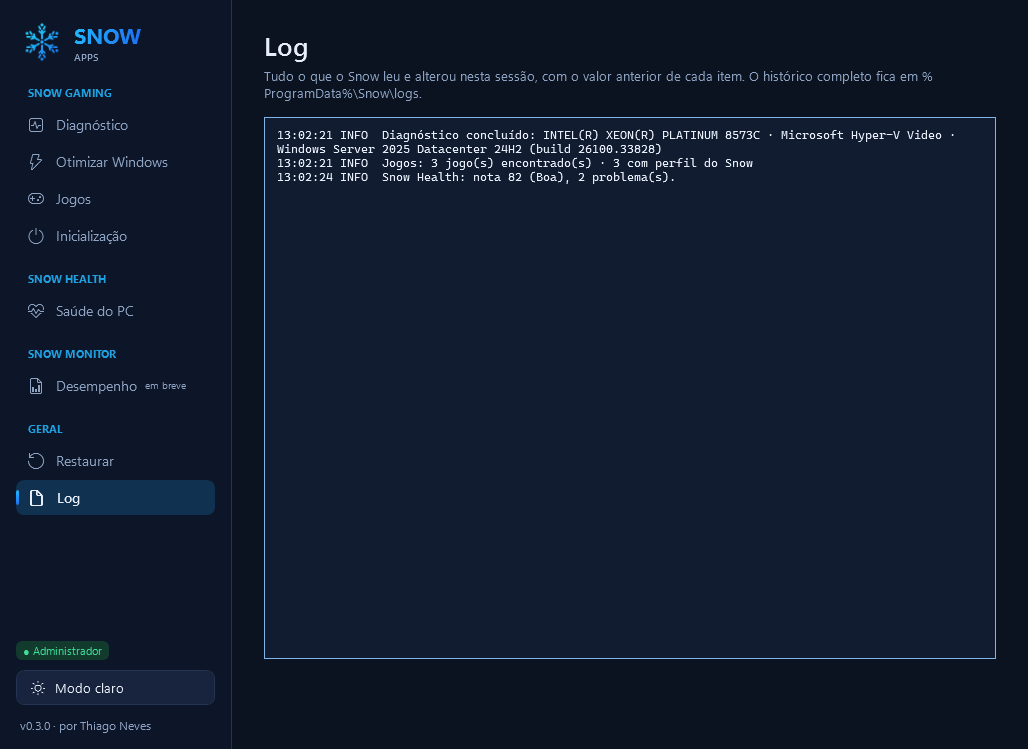 SNOW
APPS
SNOW GAMING
Diagnóstico
Otimizar Windows
Jogos
Inicialização
SNOW HEALTH
Saúde do PC
SNOW MONITOR
Desempenho em breve
GERAL
Restaurar
Log
Administrador
Modo claro
v0.3.0 · por Thiago Neves
Log
Tudo o que o Snow leu e alterou nesta sessão, com o valor anterior de cada item. O histórico completo fica em %
ProgramData%\Snow\logs.
13:02:21 INFO  Diagnóstico concluído: INTEL(R) XEON(R) PLATINUM 8573C · Microsoft Hyper-V Video ·
Windows Server 2025 Datacenter 24H2 (build 26100.33828)
13:02:21 INFO  Jogos: 3 jogo(s) encontrado(s) · 3 com perfil do Snow
13:02:24 INFO  Snow Health: nota 82 (Boa), 2 problema(s).